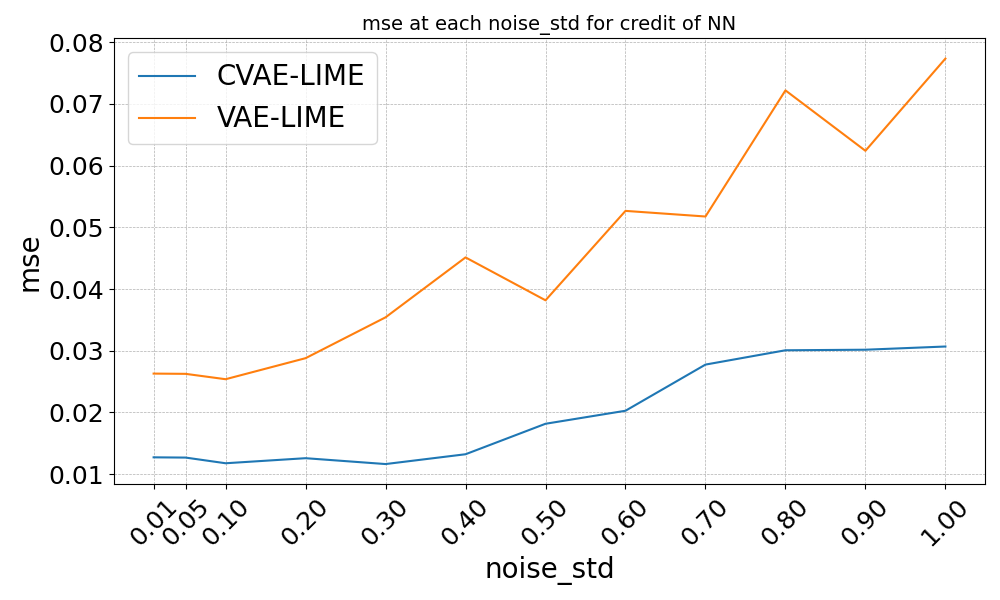 mse at each noise_std for credit of NN
CVAE-LIME
VAE-LIME
mse
0.08
0.07
0.06
0.05
0.04
0.03
0.02
0.01
0.01 0.05 0.10 0.20 0.30 0.40 0.50 0.60 0.70 0.80 0.90 1.00
noise_std